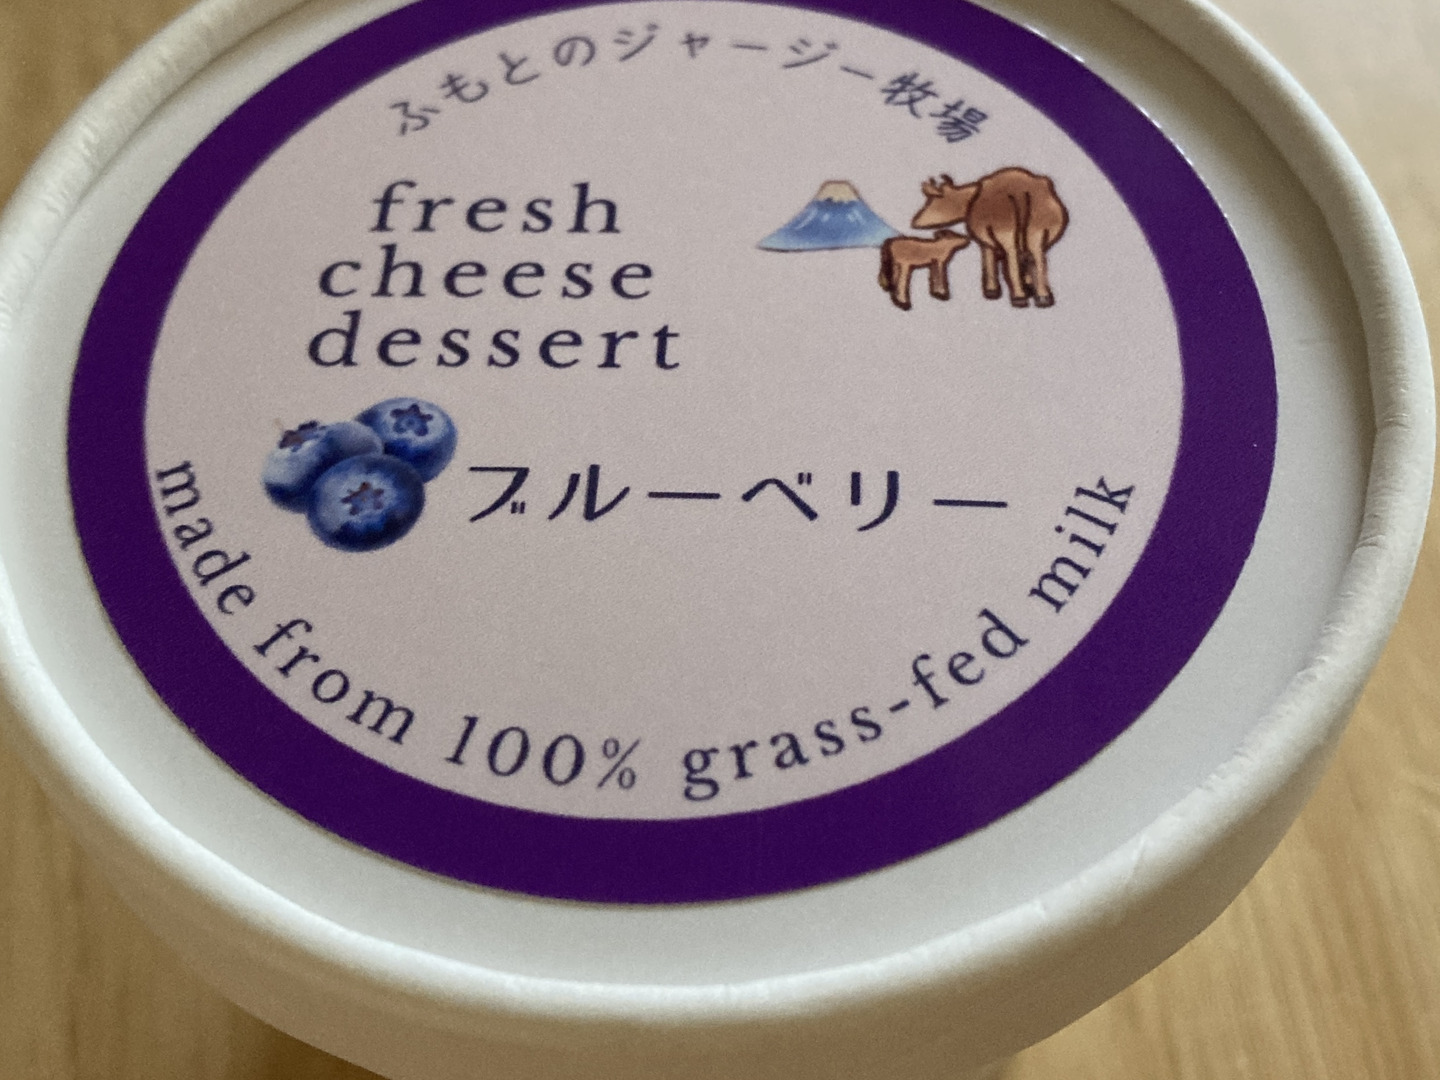 ふもとのジャージー牧場
fresh
cheese
dessert
ブルーベリー
made from 100% grass-fed milk